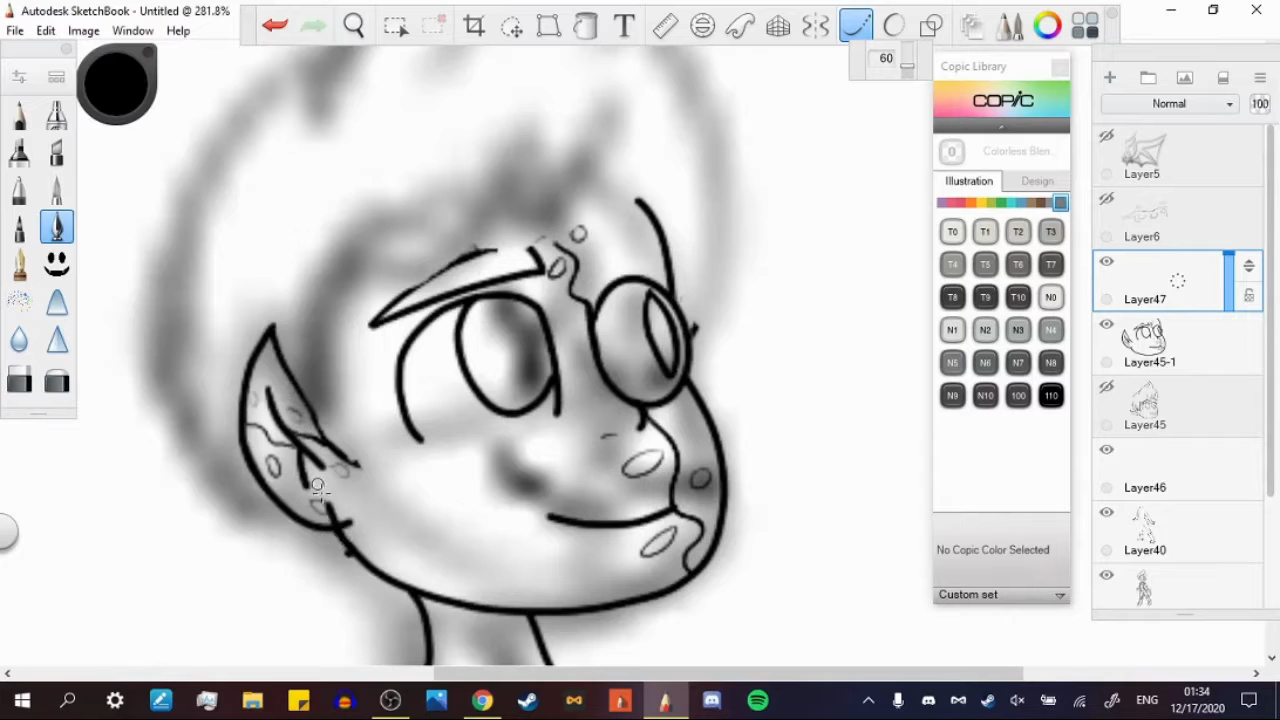 Autodesk SketchBook - Untitled @ 281.8%
File Edit Image Window Help
T
60
Copic Library
COPIC
0 Colorless Blen...
Illustration Design
T0 T1 T2 T3
T4 T5 T6 T7
T8 T9 T10 N0
N1 N2 N3 N4
N5 N6 N7 N8
N9 N10 100 110
No Copic Color Selected
Custom set
Normal 100
Layer5
Layer6
Layer47
Layer45-1
Layer45
Layer46
Layer40
ENG
01:34
12/17/2020